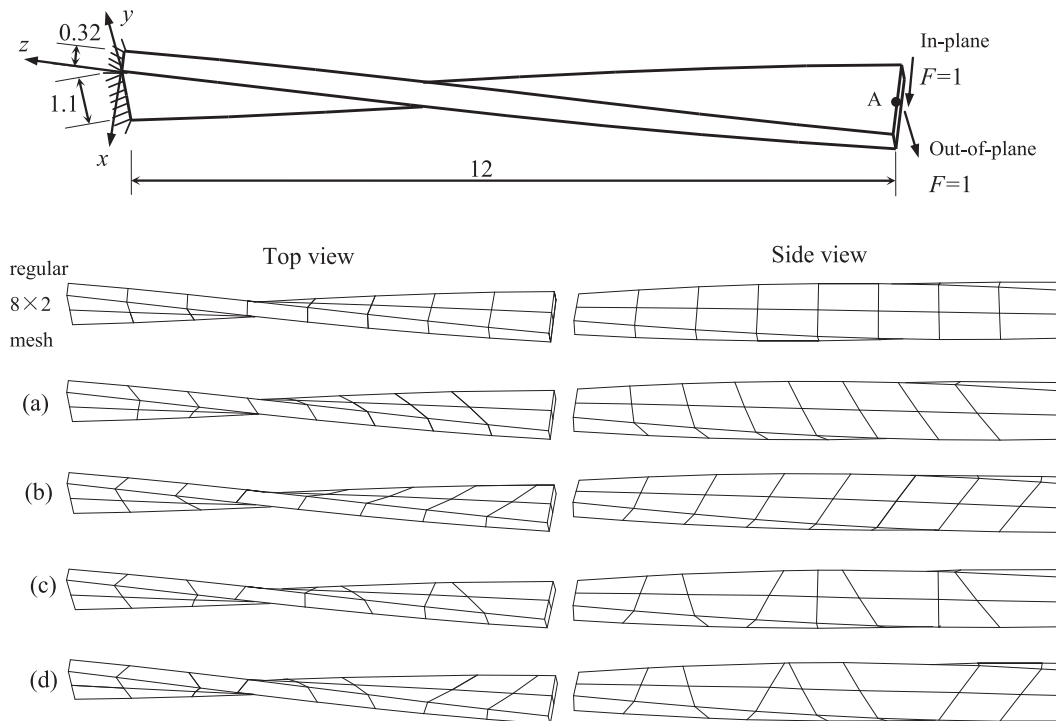 y
0.32
z
1.1
x
In-plane
F=1
A
Out-of-plane
F=1
12
Top view
Side view
regular
8×2
mesh
(a)
(b)
(c)
(d)